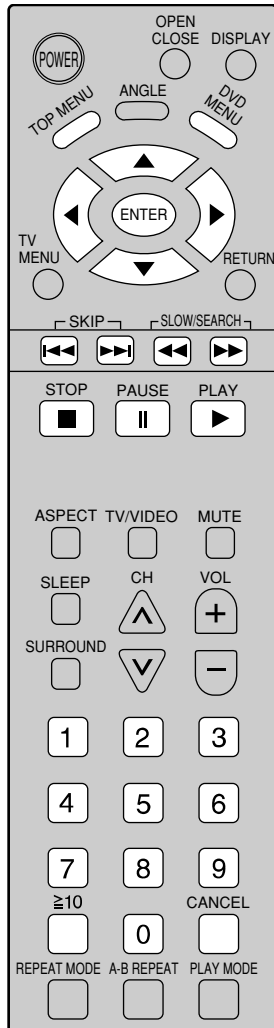 OPEN
CLOSE DISPLAY
POWER
ANGLE
TOP MENU
DVD
MENU
ENTER
TV
MENU
RETURN
SKIP SLOW/SEARCH
STOP PAUSE PLAY
ASPECT TV/VIDEO MUTE
SLEEP CH VOL
+
SURROUND
−
1 2 3
4 5 6
7 8 9
≧10 CANCEL
0
REPEAT MODE A-B REPEAT PLAY MODE